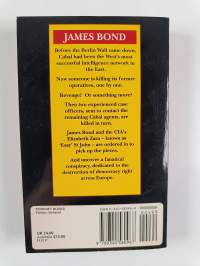 JAMES BOND
Before the Berlin Wall came down,
Cabal had been the West's most
successful intelligence network in
the East.
Now someone is killing its former
operatives, one by one.
Revenge? Or something more?
Then two experienced case
officers, sent to contact the
remaining Cabal agents, are
killed in turn.
James Bond and the CIA's
Elizabeth Zara – known as
'Easy' St John – are ordered in to
pick up the pieces.
And uncover a fanatical conspiracy,
dedicated to the
destruction of democracy right
across Europe.
CORONET BOOKS